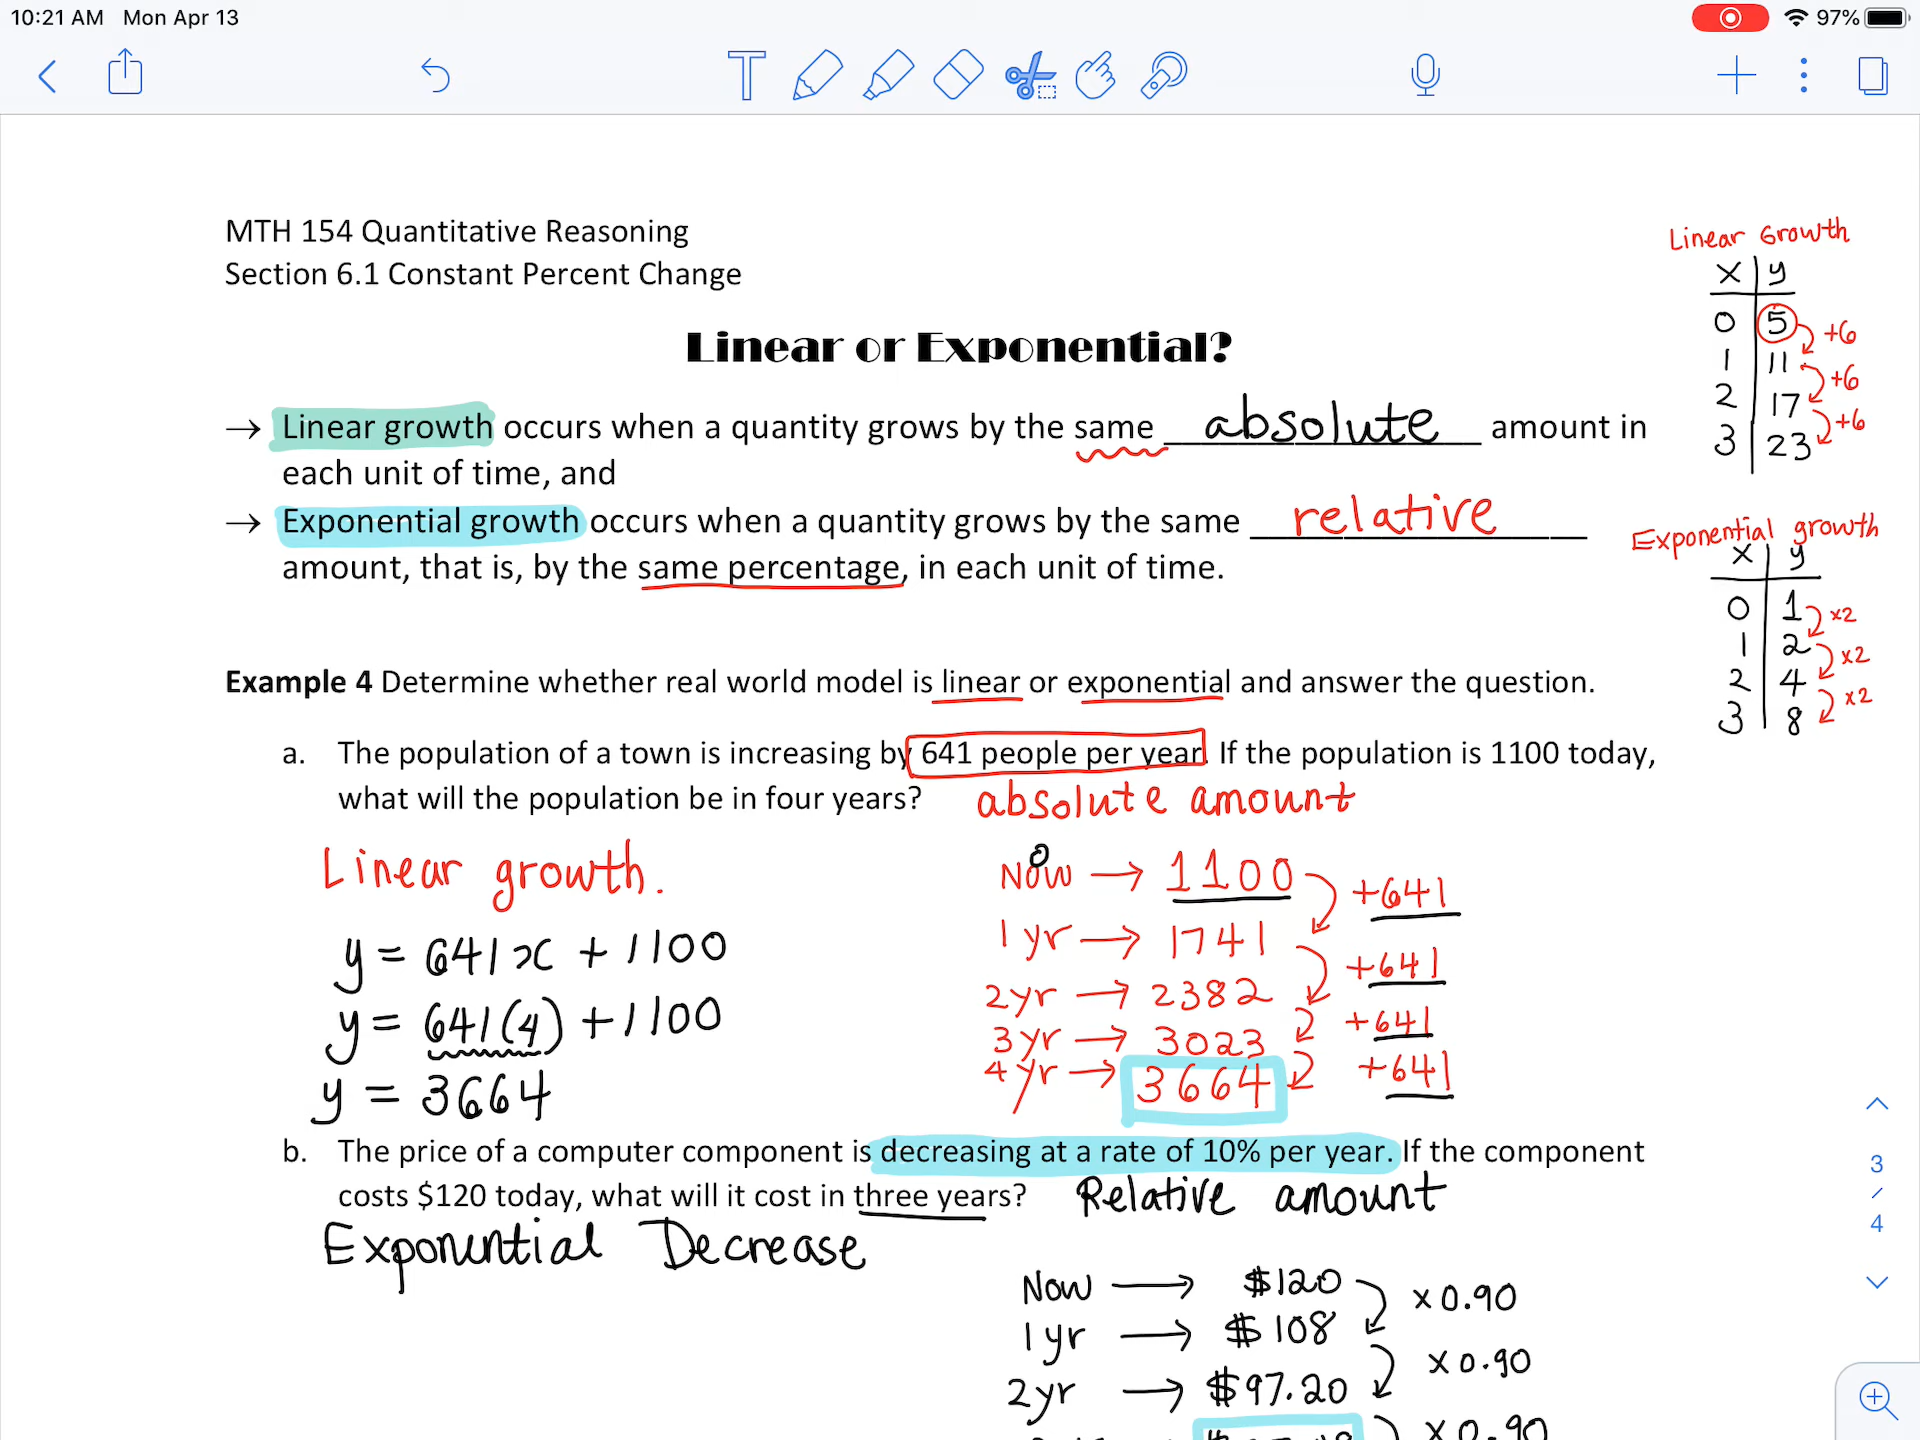 10:21 AM Mon Apr 13
97%
MTH 154 Quantitative Reasoning
Section 6.1 Constant Percent Change
Linear or Exponential?
→ Linear growth occurs when a quantity grows by the same absolute amount in
each unit of time, and
→ Exponential growth occurs when a quantity grows by the same relative
amount, that is, by the same percentage, in each unit of time.
Linear Growth
x y
0 5 +6
1 11 +6
2 17 +6
3 23
Exponential growth
x y
0 1 x2
1 2 x2
2 4 x2
3 8
Example 4 Determine whether real world model is linear or exponential and answer the question.
a. The population of a town is increasing by 641 people per year. If the population is 1100 today,
what will the population be in four years? absolute amount
Linear growth.
y = 641x + 1100
y = 641(4) + 1100
y = 3664
0
Now → 1100 +641
1yr → 1741 +641
2yr → 2382 +641
3yr → 3023 +641
4yr → 3664
b. The price of a computer component is decreasing at a rate of 10% per year. If the component
costs $120 today, what will it cost in three years? Relative amount
Exponential Decrease
Now → $120 x0.90
1yr → $108 x0.90
2yr → $97.20 x0.90
3
/
4